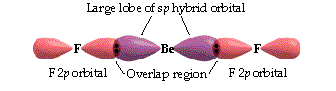 Large lobe of sp hybrid orbital
F Be F
F 2p orbital Overlap region F 2p orbital